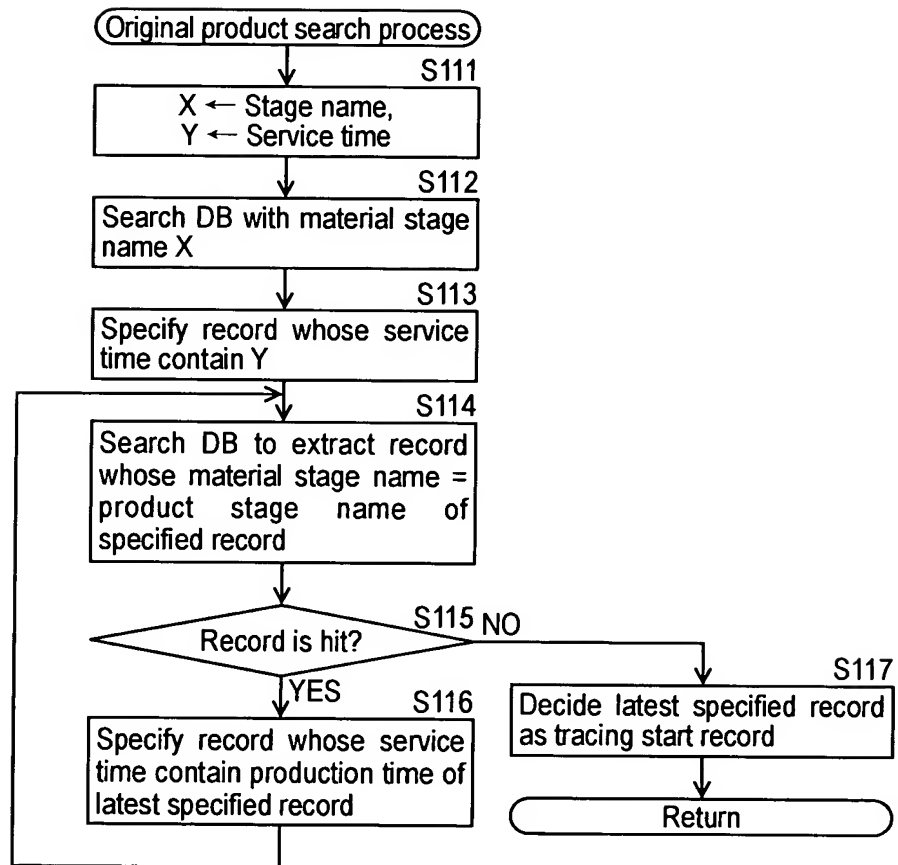 Original product search process
S111
X ← Stage name,
Y ← Service time
S112
Search DB with material stage
name X
S113
Specify record whose service
time contain Y
S114
Search DB to extract record
whose material stage name =
product stage name of
specified record
S115
Record is hit?
NO
YES
S116
Specify record whose service
time contain production time of
latest specified record
S117
Decide latest specified record
as tracing start record
Return